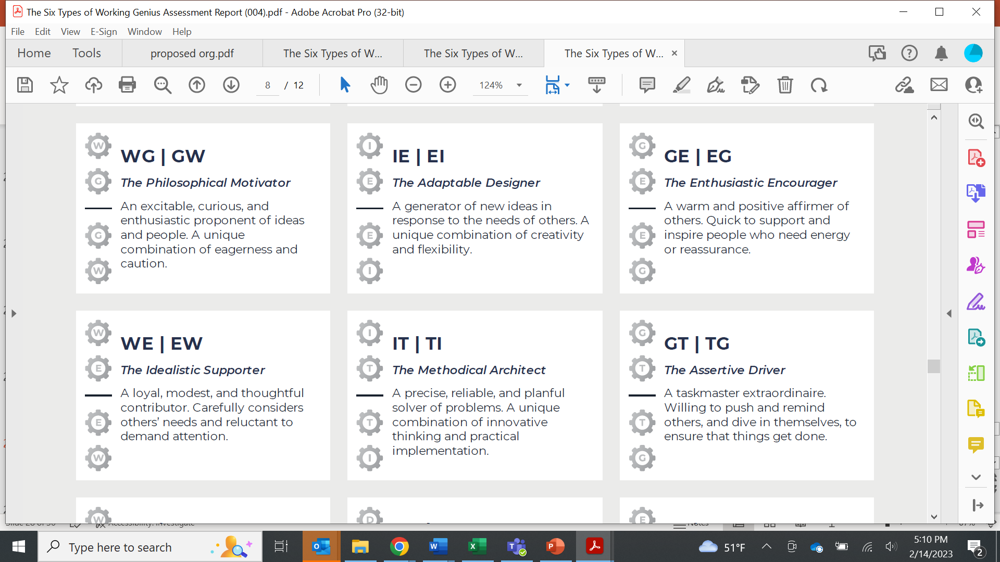 The Six Types of Working Genius Assessment Report (004).pdf - Adobe Acrobat Pro (32-bit)
File Edit View E-Sign Window Help
Home Tools proposed org.pdf The Six Types of W... The Six Types of W... The Six Types of W...
8 / 12 124%
W
WG | GW
G
The Philosophical Motivator
An excitable, curious, and
enthusiastic proponent of ideas
and people. A unique
combination of eagerness and
caution.
G
W
I
IE | EI
E
The Adaptable Designer
A generator of new ideas in
response to the needs of others. A
unique combination of creativity
and flexibility.
E
I
G
GE | EG
E
The Enthusiastic Encourager
A warm and positive affirmer of
others. Quick to support and
inspire people who need energy
or reassurance.
E
G
W
WE | EW
E
The Idealistic Supporter
A loyal, modest, and thoughtful
contributor. Carefully considers
others’ needs and reluctant to
demand attention.
E
W
I
IT | TI
T
The Methodical Architect
A precise, reliable, and planful
solver of problems. A unique
combination of innovative
thinking and practical
implementation.
T
I
G
GT | TG
T
The Assertive Driver
A taskmaster extraordinaire.
Willing to push and remind
others, and dive in themselves, to
ensure that things get done.
T
G
W
D
E
Accessibility: Investigate Notes
Type here to search
51°F
5:10 PM
2/14/2023
2